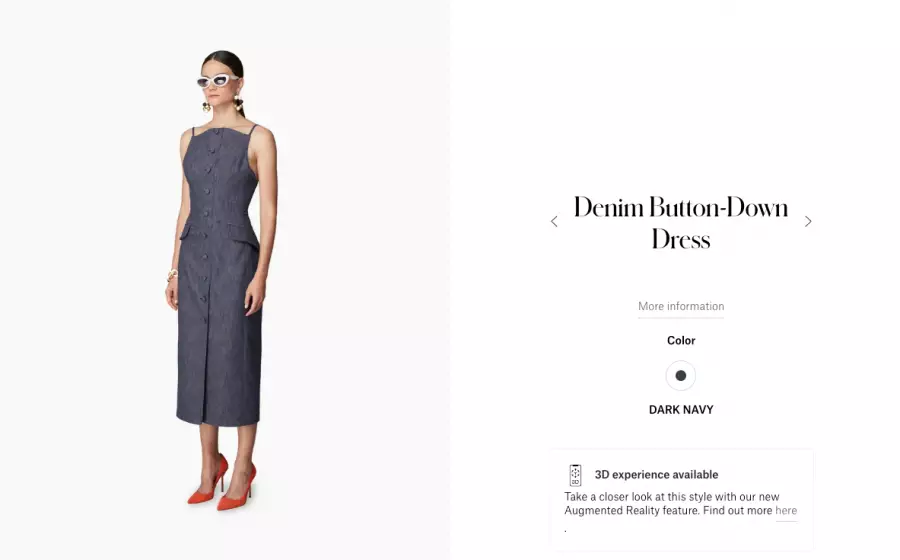 Denim Button-Down
Dress
More information
Color
DARK NAVY
3D experience available
Take a closer look at this style with our new
Augmented Reality feature. Find out more here
.